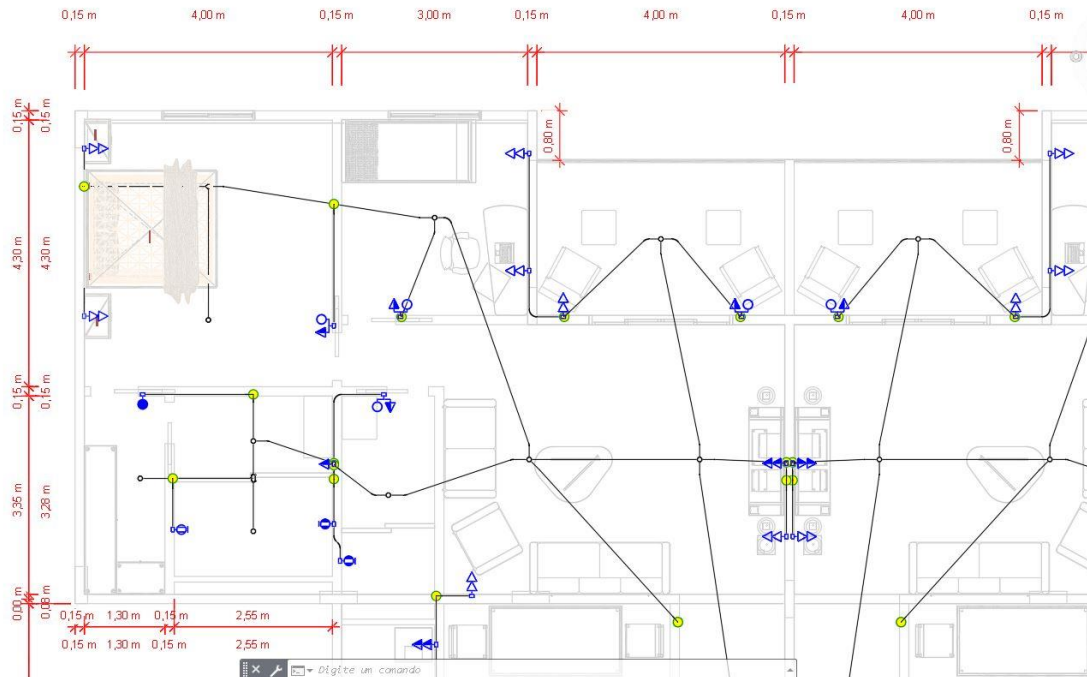 0,15 m 4,00 m 0,15 m 3,00 m 0,15 m 4,00 m 0,15 m 4,00 m 0,15 m
0,15 m 0,15 m
0,80 m 0,80 m
4,30 m 4,30 m
0,15 m 0,15 m
3,35 m 3,28 m
0,00 m 0,08 m
0,15 m 1,30 m 0,15 m 2,55 m
0,15 m 1,30 m 0,15 m 2,55 m
Digite um comando